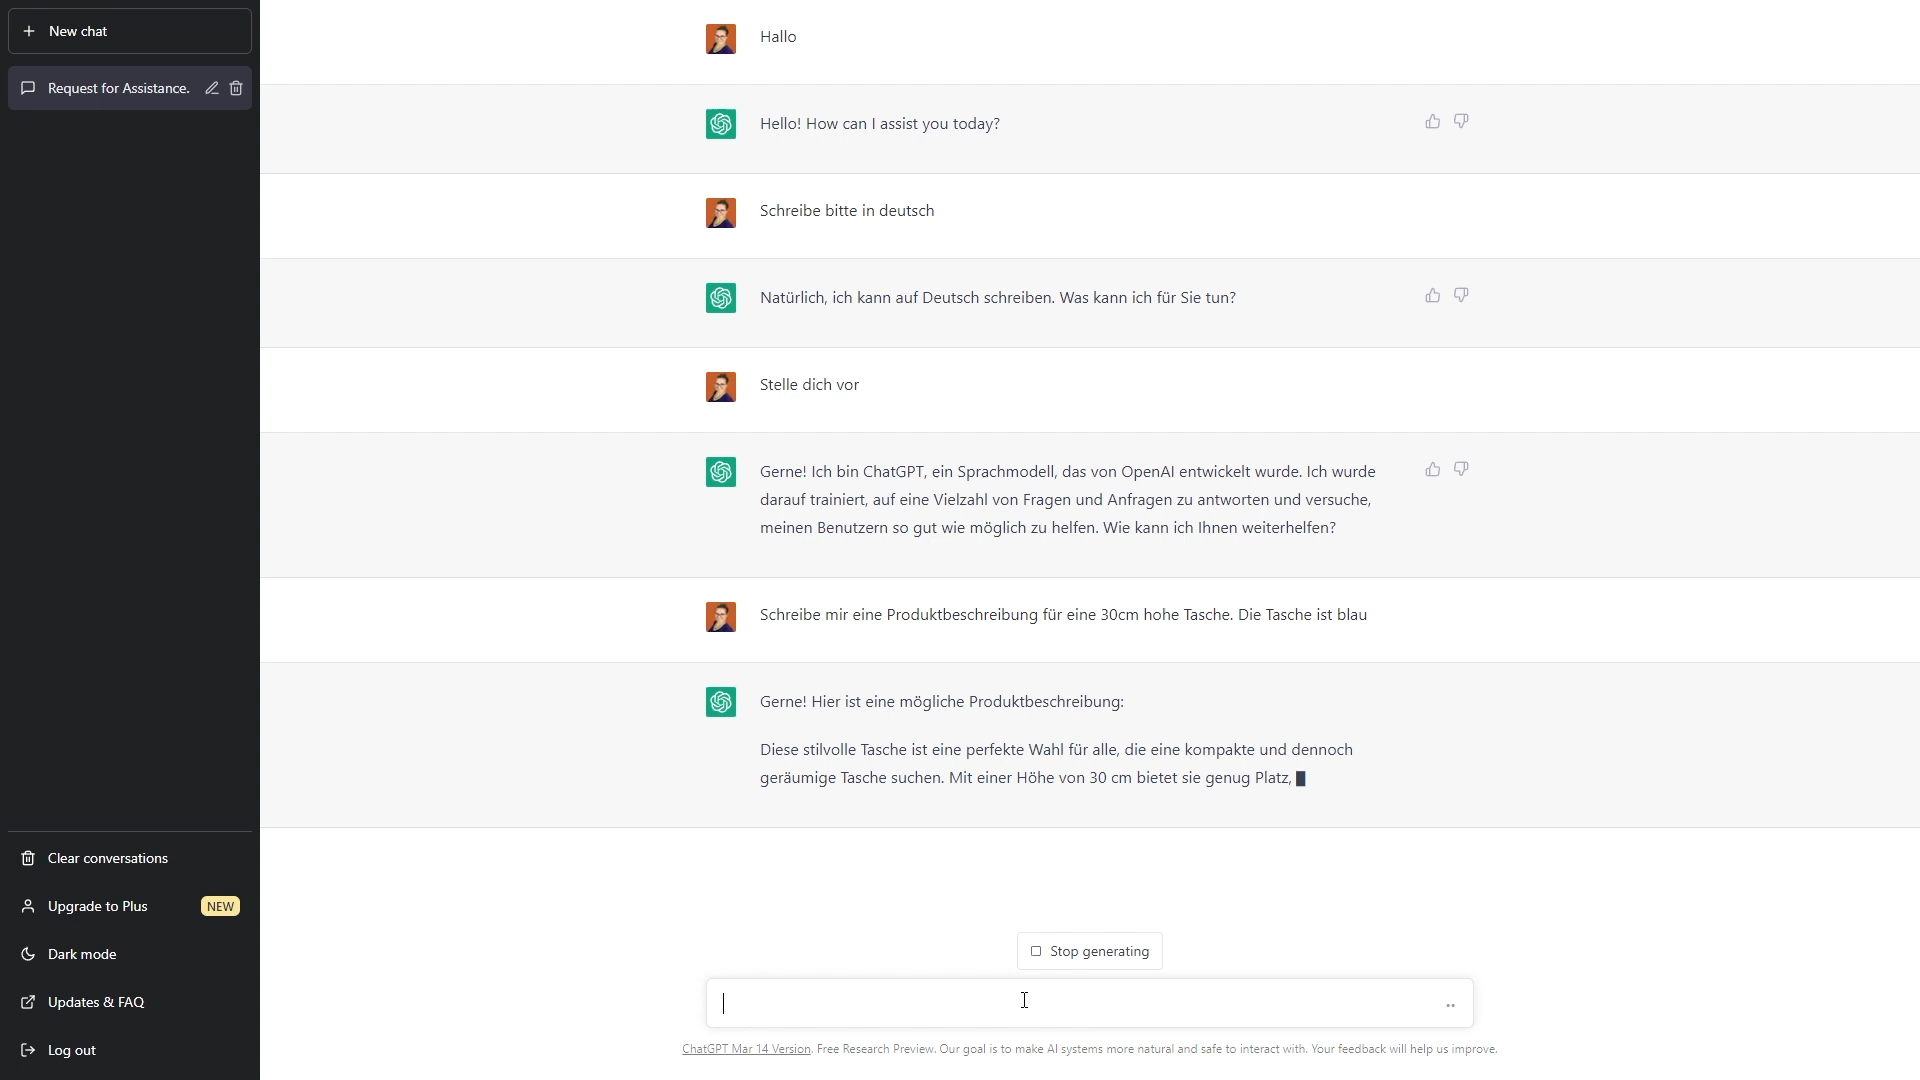 New chat
Request for Assistance.
Hallo
Hello! How can I assist you today?
Schreibe bitte in deutsch
Natürlich, ich kann auf Deutsch schreiben. Was kann ich für Sie tun?
Stelle dich vor
Gerne! Ich bin ChatGPT, ein Sprachmodell, das von OpenAI entwickelt wurde. Ich wurde
darauf trainiert, auf eine Vielzahl von Fragen und Anfragen zu antworten und versuche,
meinen Benutzern so gut wie möglich zu helfen. Wie kann ich Ihnen weiterhelfen?
Schreibe mir eine Produktbeschreibung für eine 30cm hohe Tasche. Die Tasche ist blau
Gerne! Hier ist eine mögliche Produktbeschreibung:
Diese stilvolle Tasche ist eine perfekte Wahl für alle, die eine kompakte und dennoch
geräumige Tasche suchen. Mit einer Höhe von 30 cm bietet sie genug Platz,
Clear conversations
Upgrade to Plus NEW
Dark mode
Updates & FAQ
Log out
Stop generating
ChatGPT Mar 14 Version. Free Research Preview. Our goal is to make AI systems more natural and safe to interact with. Your feedback will help us improve.